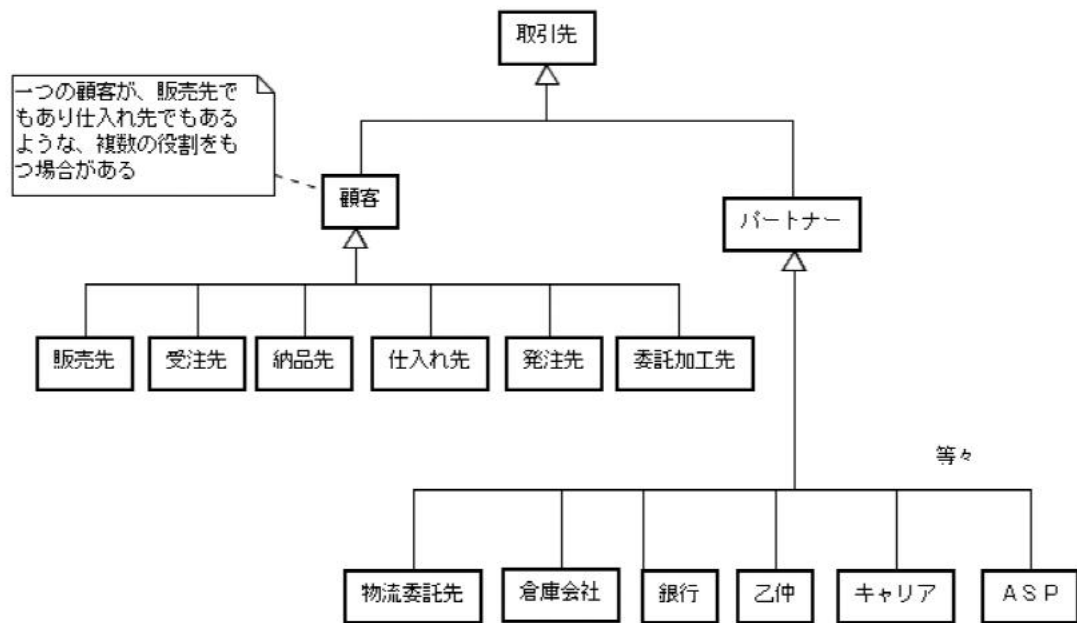 取引先
一つの顧客が、販売先で
もあり仕入れ先でもある
ような、複数の役割をも
つ場合がある
顧客
パートナー
販売先
受注先
納品先
仕入れ先
発注先
委託加工先
等々
物流委託先
倉庫会社
銀行
乙仲
キャリア
ＡＳＰ